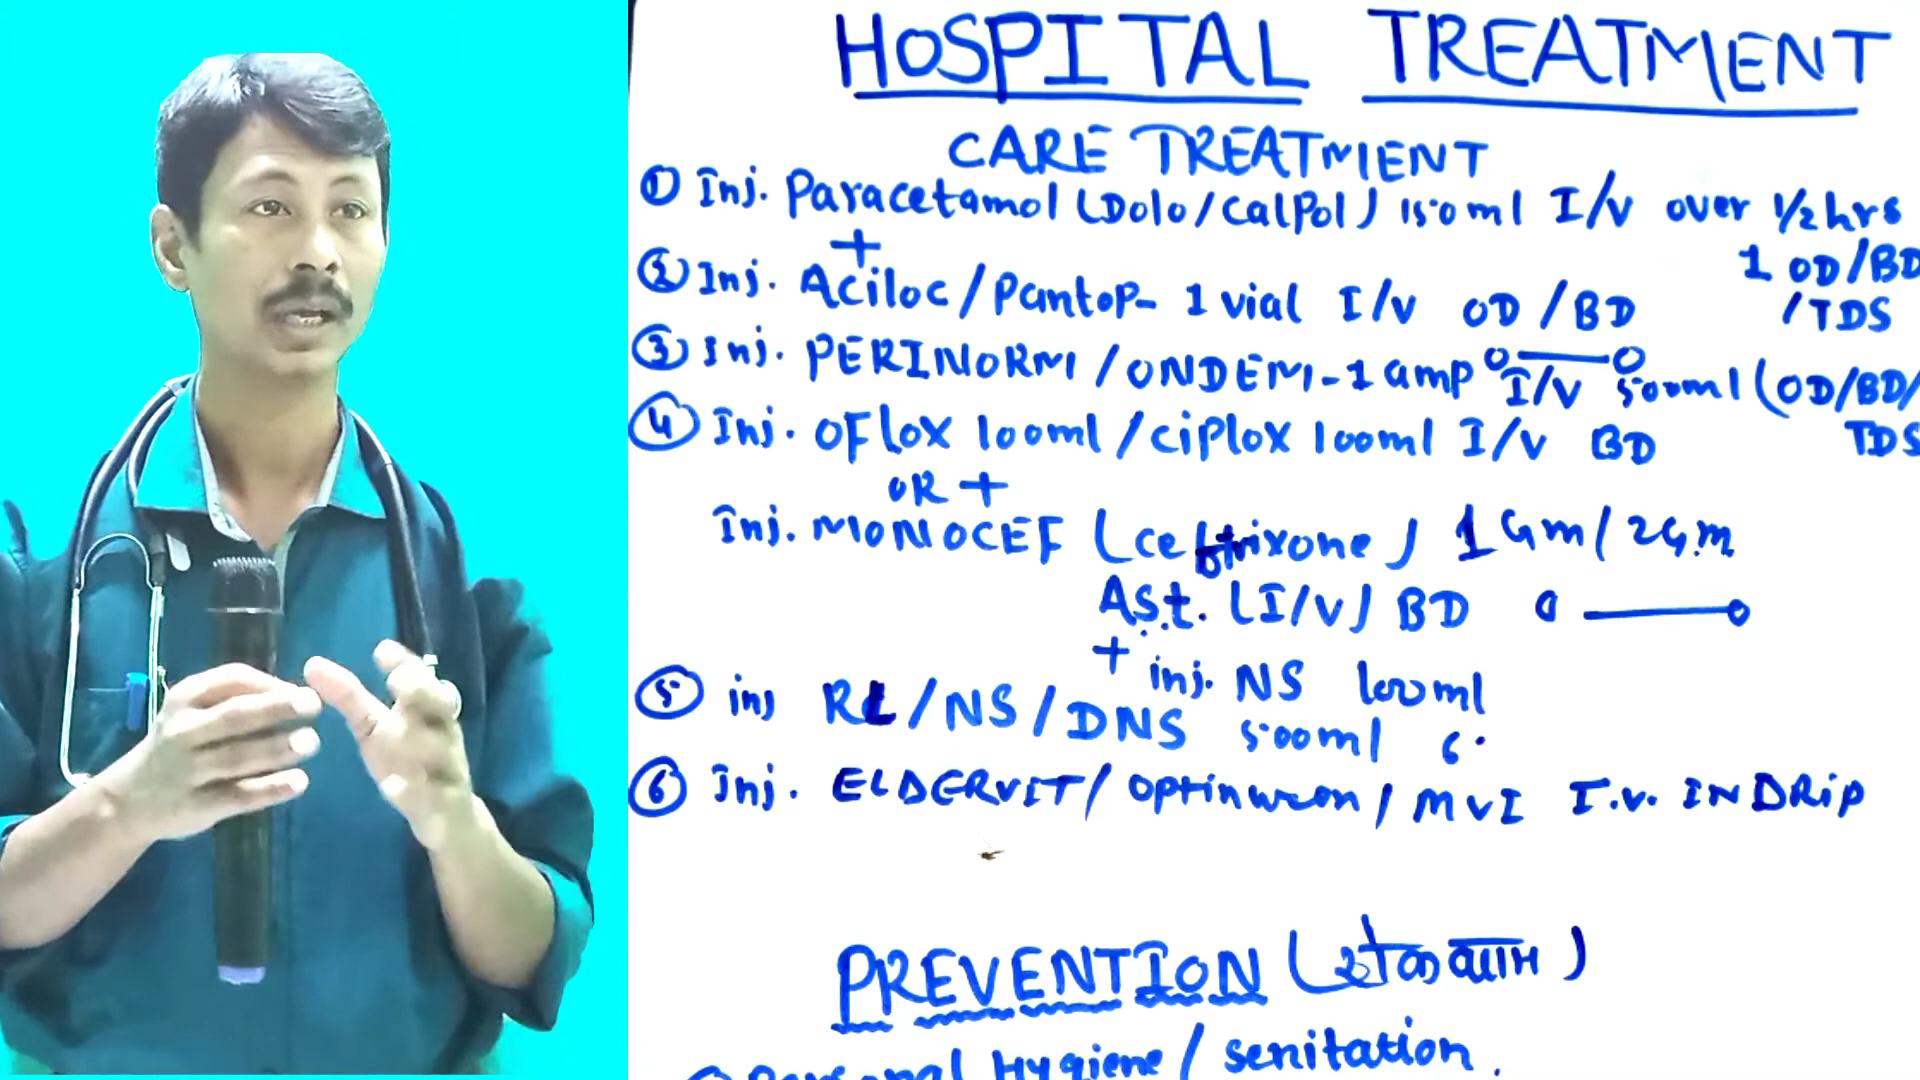 HOSPITAL TREATMENT
CARE TREATMENT
① Inj. Paracetamol (Dolo/Calpol) 150ml I/V over 1/2 hrs
1 OD/BD
/TDS
+
② Inj. Aciloc/Pantop- 1 vial I/V OD/BD
③ Inj. PERINORM/ONDEM-1 amp I/V 500ml (OD/BD/
TDS
④ Inj. OFlox 100ml/Ciplox 100ml I/V BD
OR +
Inj. MONOCEF (ceftrixone) 1Gm/2Gm
A.s.t. (I/V) BD
+ inj. NS 100ml
⑤ inj RL/NS/DNS 500ml
⑥ Inj. ELDERVIT/ /MVI I.V. IN DRIP
PREVENTION (रोकथाम)
Personal Hygiene/senitation.